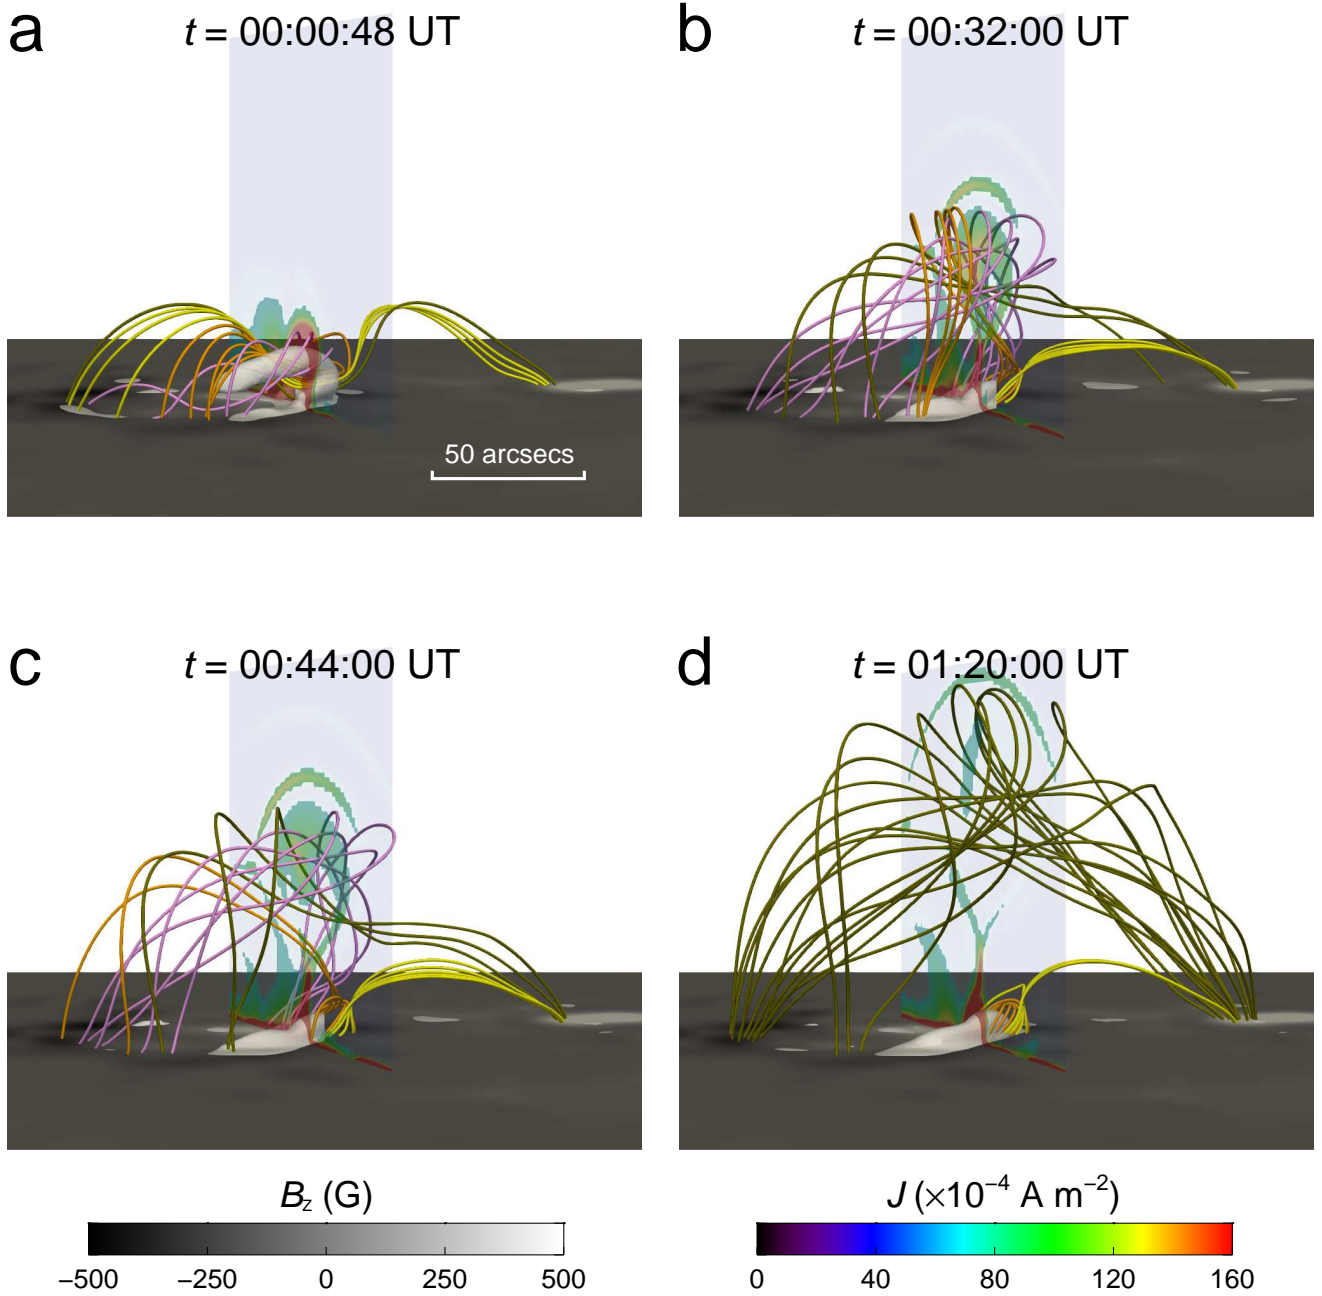 a
t = 00:00:48 UT
b
t = 00:32:00 UT
50 arcsecs
c
t = 00:44:00 UT
d
t = 01:20:00 UT
Bz (G)
−500 −250 0 250 500
J (×10⁻⁴ A m⁻²)
0 40 80 120 160